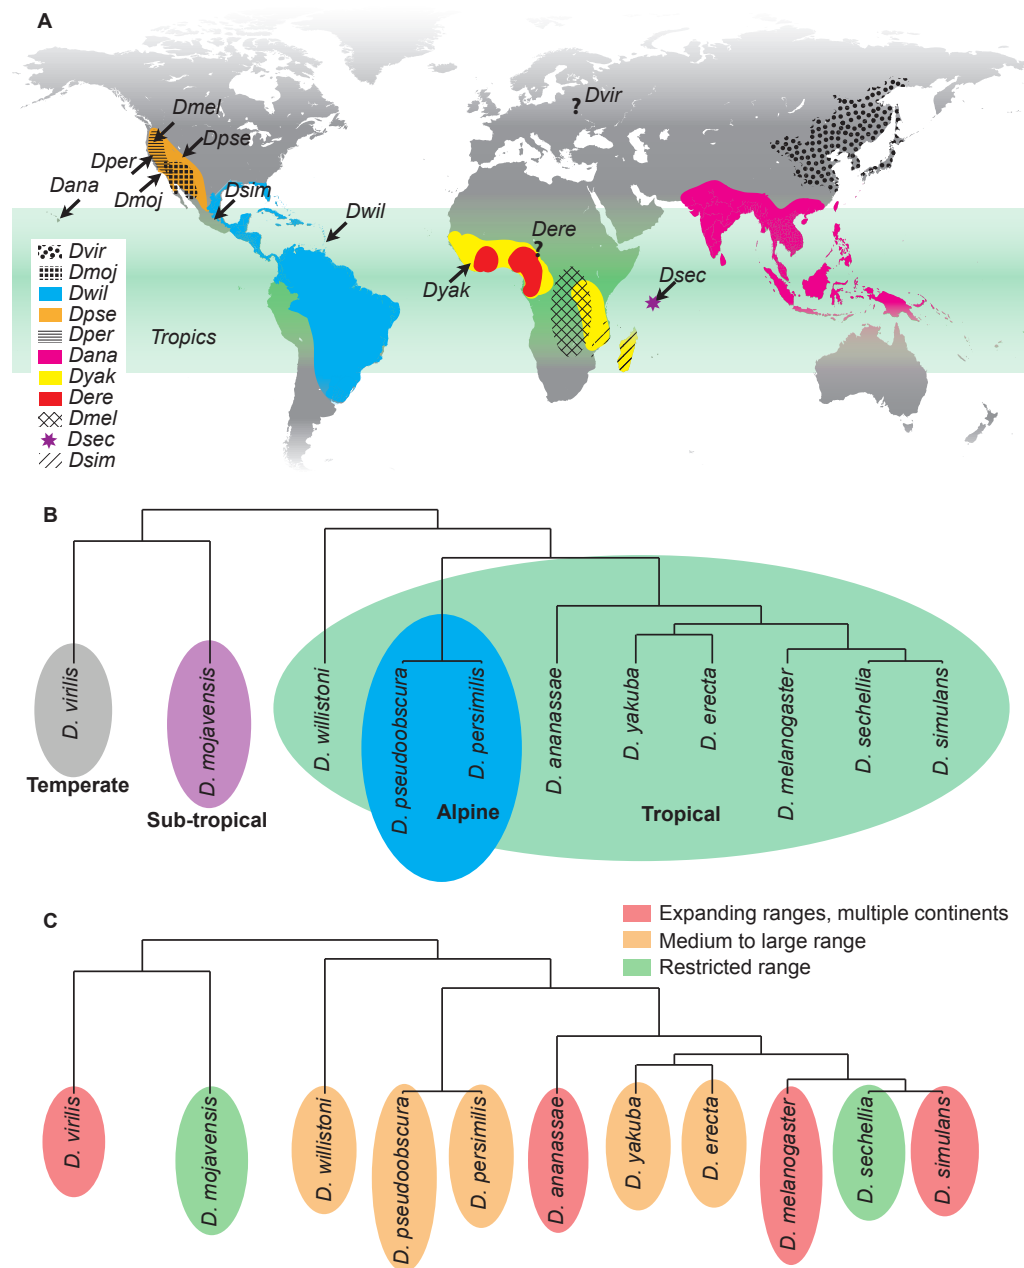 A
Dmel
Dvir
?
Dpse
Dper
Dana
Dmoj
Dsim
Dwil
Dere
?
Dyak
Dsec
Tropics
Dvir
Dmoj
Dwil
Dpse
Dper
Dana
Dyak
Dere
Dmel
Dsec
Dsim
B
D. virilis
D. mojavensis
D. willistoni
D. pseudoobscura
D. persimilis
D. ananassae
D. yakuba
D. erecta
D. melanogaster
D. sechellia
D. simulans
Temperate
Sub-tropical
Alpine
Tropical
C
Expanding ranges, multiple continents
Medium to large range
Restricted range
D. virilis
D. mojavensis
D. willistoni
D. pseudoobscura
D. persimilis
D. ananassae
D. yakuba
D. erecta
D. melanogaster
D. sechellia
D. simulans